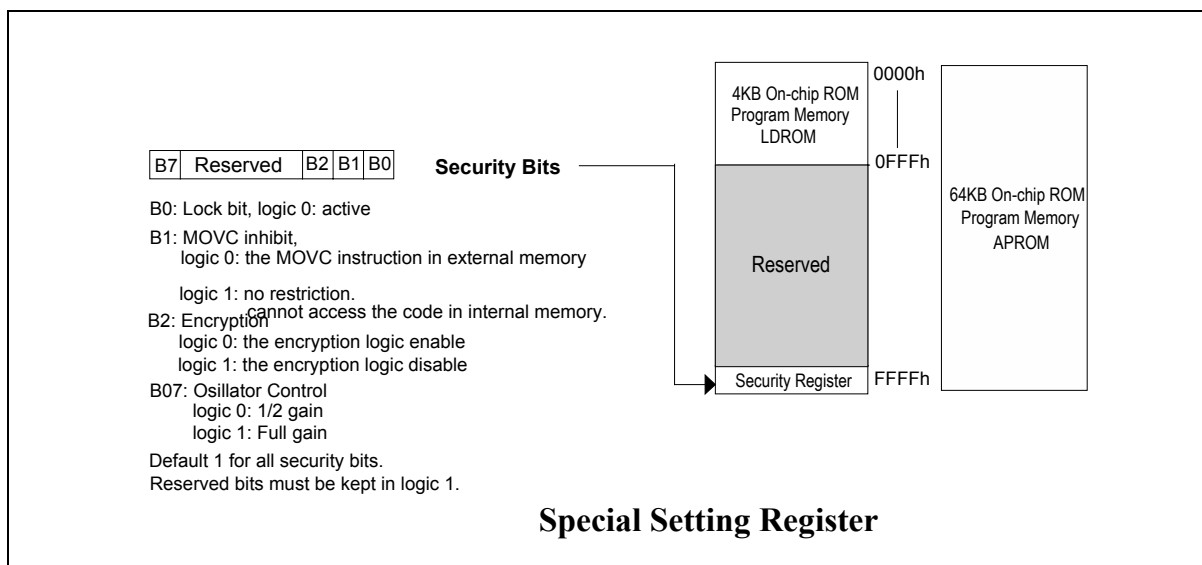 B7 Reserved B2 B1 B0
Security Bits
B0: Lock bit, logic 0: active
B1: MOVC inhibit,
logic 0: the MOVC instruction in external memory
logic 1: no restriction.
cannot access the code in internal memory.
B2: Encryption
logic 0: the encryption logic enable
logic 1: the encryption logic disable
B07: Osillator Control
logic 0: 1/2 gain
logic 1: Full gain
Default 1 for all security bits.
Reserved bits must be kept in logic 1.
4KB On-chip ROM
Program Memory
LDROM
0000h
0FFFh
Reserved
Security Register
FFFFh
64KB On-chip ROM
Program Memory
APROM
Special Setting Register